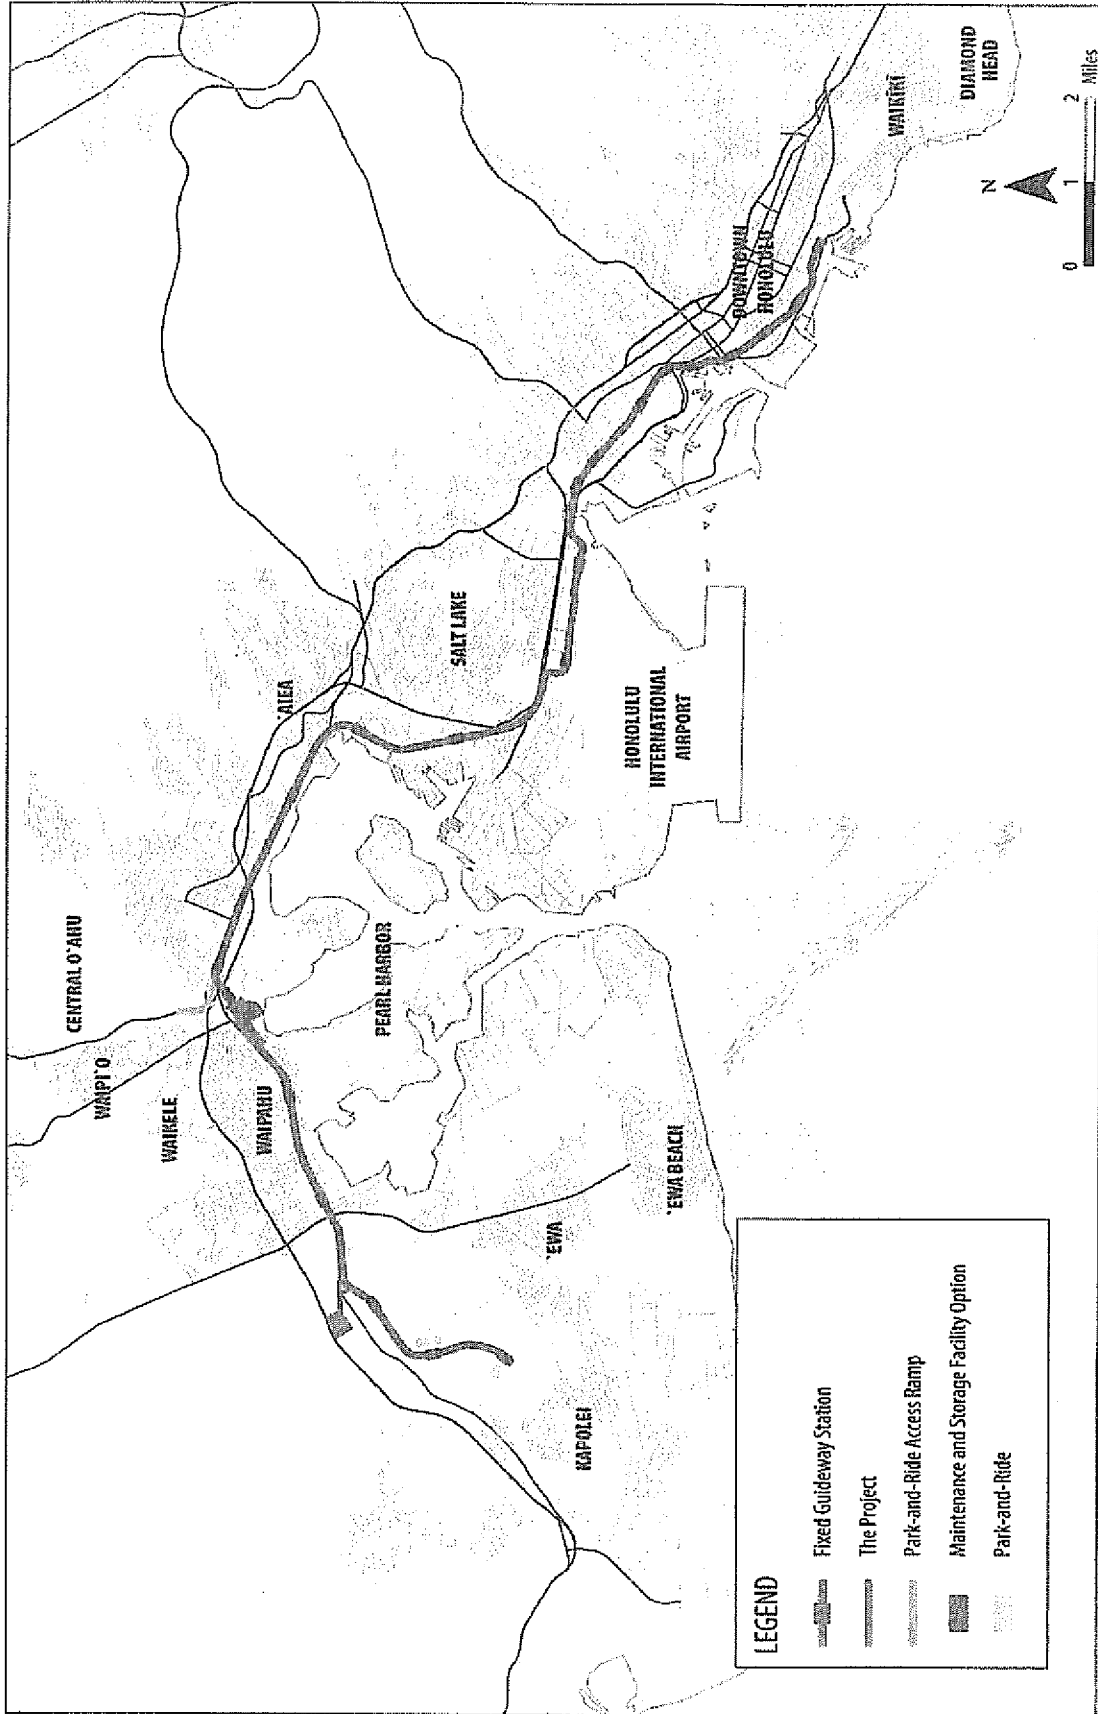 CENTRAL O`AHU
WAIPI`O
WAIKELE
WAIPAHU
`AIEA
PEARL HARBOR
SALT LAKE
`EWA
`EWA BEACH
KAPOLEI
HONOLULU
INTERNATIONAL
AIRPORT
DOWNTOWN
HONOLULU
WAIKĪKĪ
DIAMOND
HEAD
N
0 1 2
Miles
LEGEND
Fixed Guideway Station
The Project
Park-and-Ride Access Ramp
Maintenance and Storage Facility Option
Park-and-Ride